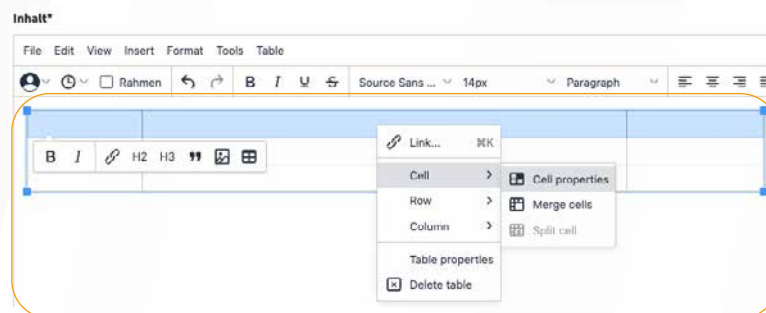 Inhalt*
File Edit View Insert Format Tools Table
Rahmen B I U S Source Sans ... 14px Paragraph
B I H2 H3
Link... ⌘K
Cell
Cell properties
Row
Merge cells
Column
Split cell
Table properties
Delete table